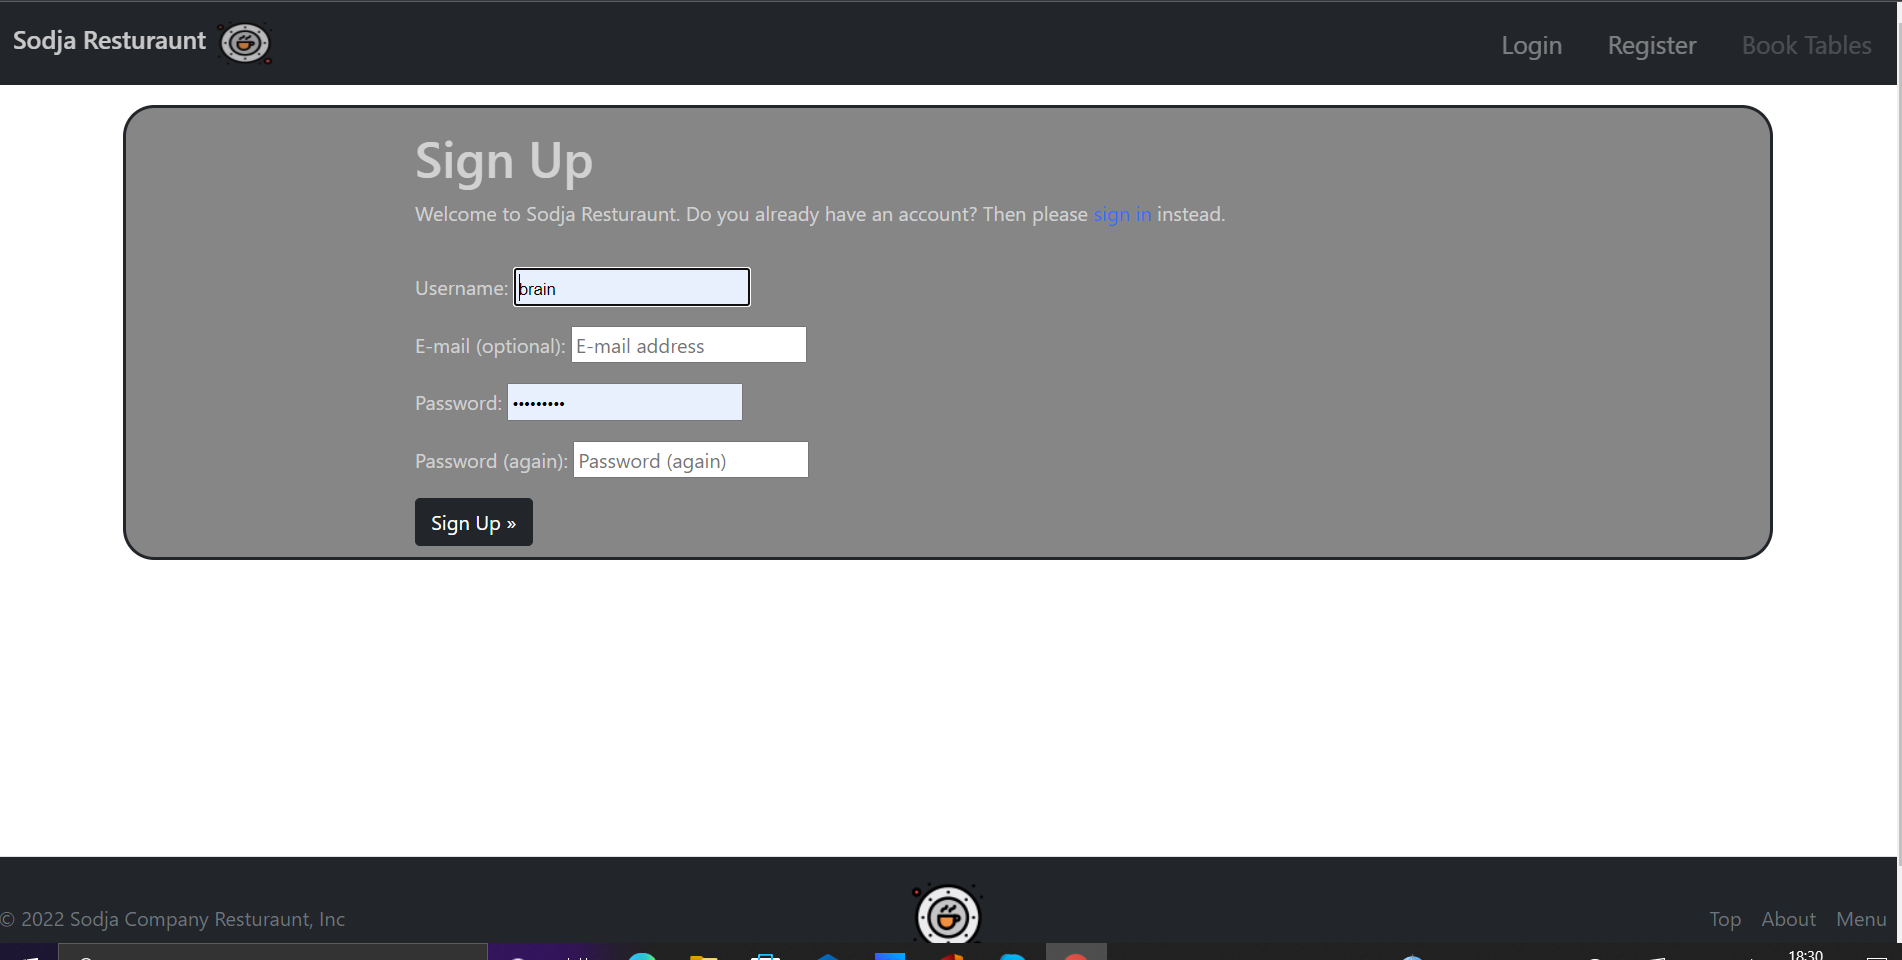 Sodja Resturaunt
Login Register Book Tables
Sign Up
Welcome to Sodja Resturaunt. Do you already have an account? Then please sign in instead.
Username: brain
E-mail (optional): E-mail address
Password: •••••••••
Password (again): Password (again)
Sign Up »
© 2022 Sodja Company Resturaunt, Inc
Top About Menu
18:30